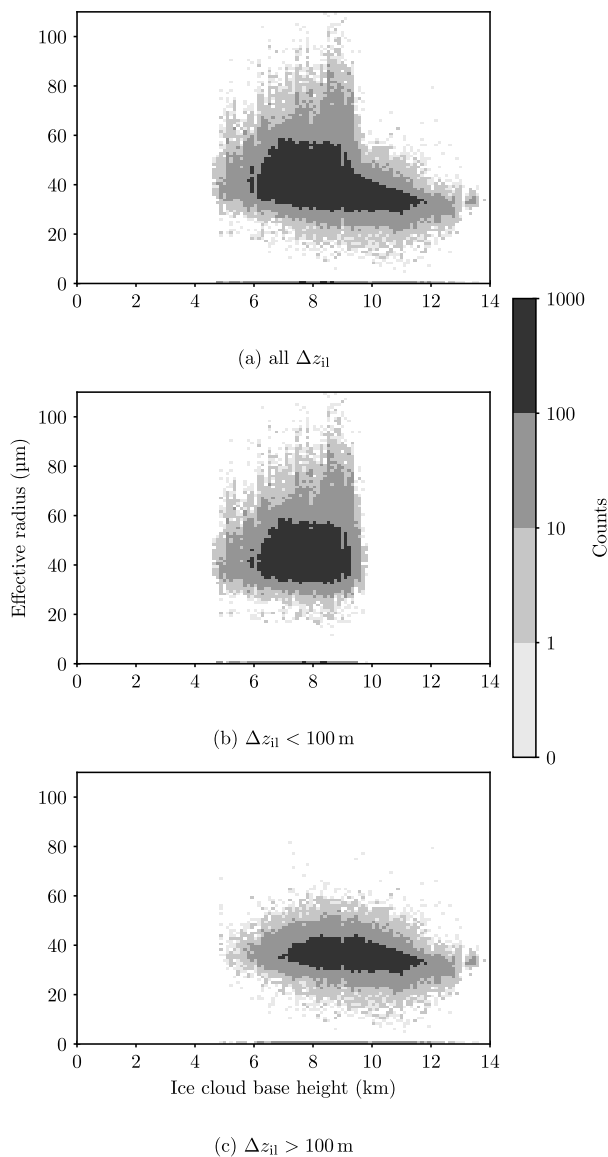 100
80
60
40
20
0
0 2 4 6 8 10 12 14
(a) all Δz_il
1000
100
10
1
0
Counts
Effective radius (µm)
100
80
60
40
20
0
0 2 4 6 8 10 12 14
(b) Δz_il < 100 m
100
80
60
40
20
0
0 2 4 6 8 10 12 14
Ice cloud base height (km)
(c) Δz_il > 100 m